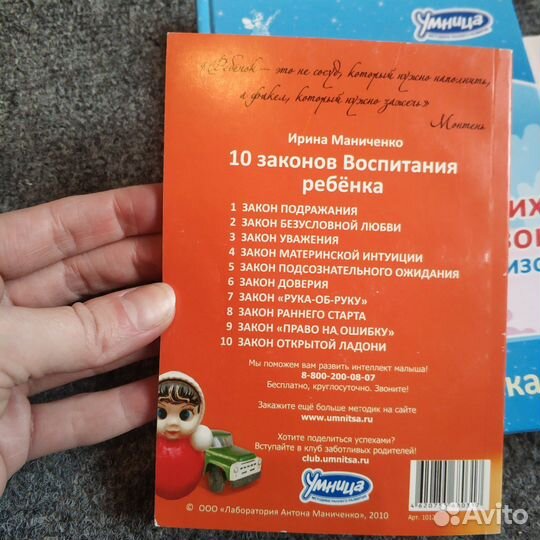 Умница
«Ребенок — это не сосуд, который нужно наполнить,
а факел, который нужно зажечь»
Монтень
Ирина Маниченко
10 законов Воспитания
ребёнка
1 ЗАКОН ПОДРАЖАНИЯ
2 ЗАКОН БЕЗУСЛОВНОЙ ЛЮБВИ
3 ЗАКОН УВАЖЕНИЯ
4 ЗАКОН МАТЕРИНСКОЙ ИНТУИЦИИ
5 ЗАКОН ПОДСОЗНАТЕЛЬНОГО ОЖИДАНИЯ
6 ЗАКОН ДОВЕРИЯ
7 ЗАКОН «РУКА-ОБ-РУКУ»
8 ЗАКОН РАННЕГО СТАРТА
9 ЗАКОН «ПРАВО НА ОШИБКУ»
10 ЗАКОН ОТКРЫТОЙ ЛАДОНИ
Мы поможем вам развить интеллект малыша!
8-800-200-08-07
Бесплатно, круглосуточно. Звоните!
Закажите ещё больше методик на сайте
www.umnitsa.ru
Хотите поделиться успехами?
Вступайте в клуб заботливых родителей!
club.umnitsa.ru
Умница
© ООО «Лаборатория Антона Маниченко», 2010
Арт.
их
зо
ка
Avito